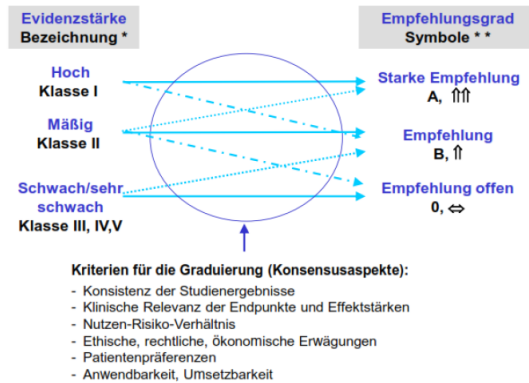 Evidenzstärke
Bezeichnung *
Empfehlungsgrad
Symbole * *
Hoch
Klasse I
Starke Empfehlung
A, ⇑⇑
Mäßig
Klasse II
Empfehlung
B, ⇑
Schwach/sehr
schwach
Klasse III, IV,V
Empfehlung offen
0, ⇔
Kriterien für die Graduierung (Konsensusaspekte):
- Konsistenz der Studienergebnisse
- Klinische Relevanz der Endpunkte und Effektstärken
- Nutzen-Risiko-Verhältnis
- Ethische, rechtliche, ökonomische Erwägungen
- Patientenpräferenzen
- Anwendbarkeit, Umsetzbarkeit